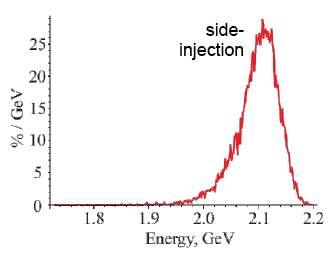 side-
injection
25
20
15
10
5
0
% / GeV
1.8 1.9 2.0 2.1 2.2
Energy, GeV